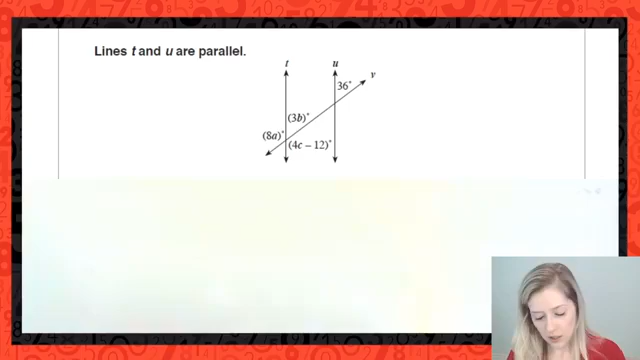 Lines t and u are parallel.
t
u
v
36°
(3b)°
(8a)°
(4c – 12)°